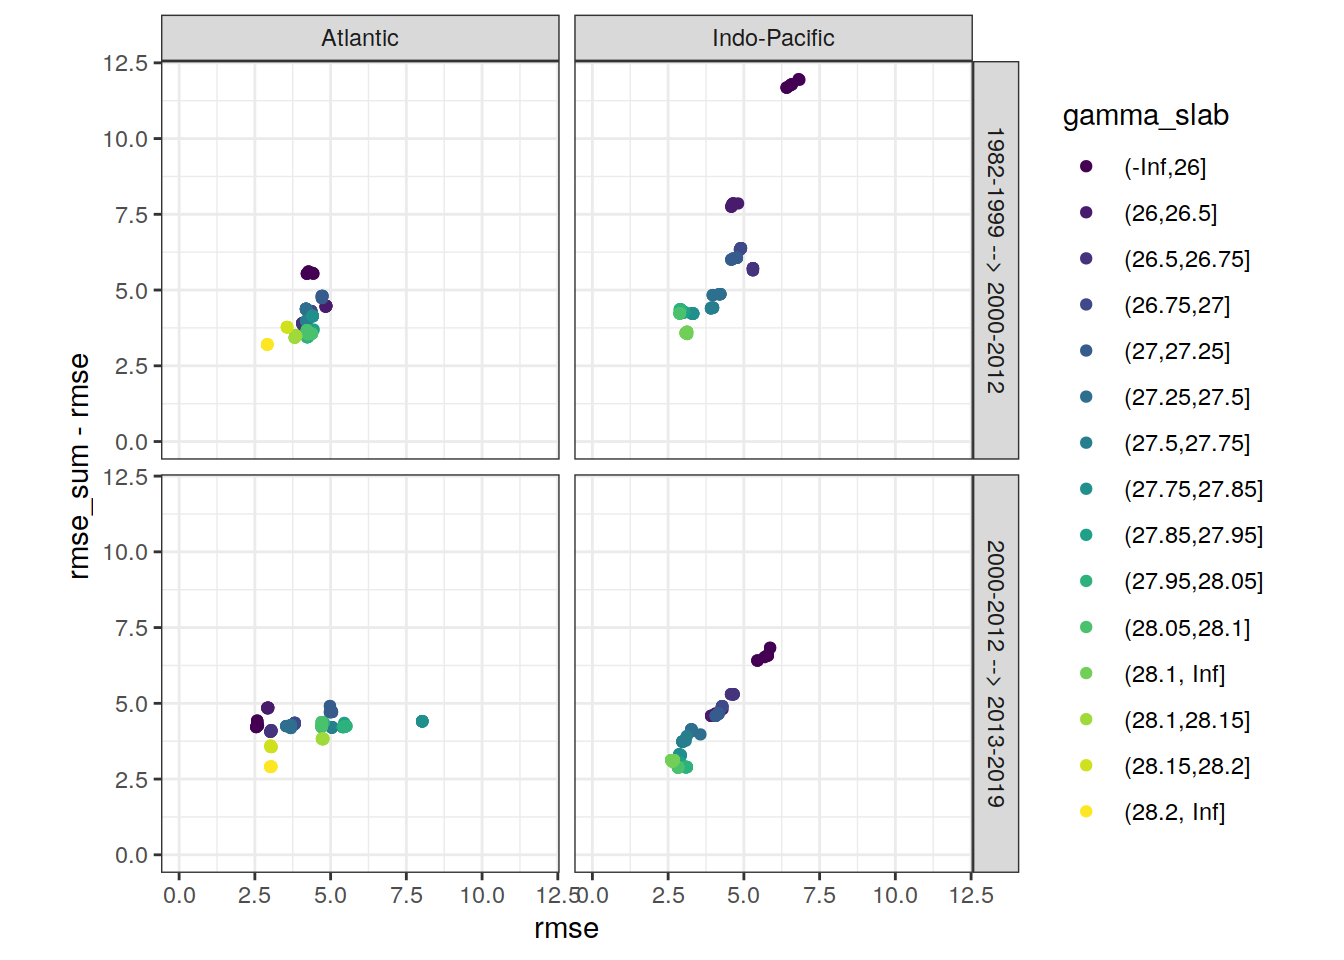 Atlantic
Indo-Pacific
12.5
10.0
7.5
5.0
2.5
0.0
1982-1999 --> 2000-2012
12.5
10.0
7.5
5.0
2.5
0.0
2000-2012 --> 2013-2019
rmse_sum - rmse
0.0 2.5 5.0 7.5 10.0 12.5
0.0 2.5 5.0 7.5 10.0 12.5
rmse
gamma_slab
(-Inf,26]
(26,26.5]
(26.5,26.75]
(26.75,27]
(27,27.25]
(27.25,27.5]
(27.5,27.75]
(27.75,27.85]
(27.85,27.95]
(27.95,28.05]
(28.05,28.1]
(28.1, Inf]
(28.1,28.15]
(28.15,28.2]
(28.2, Inf]